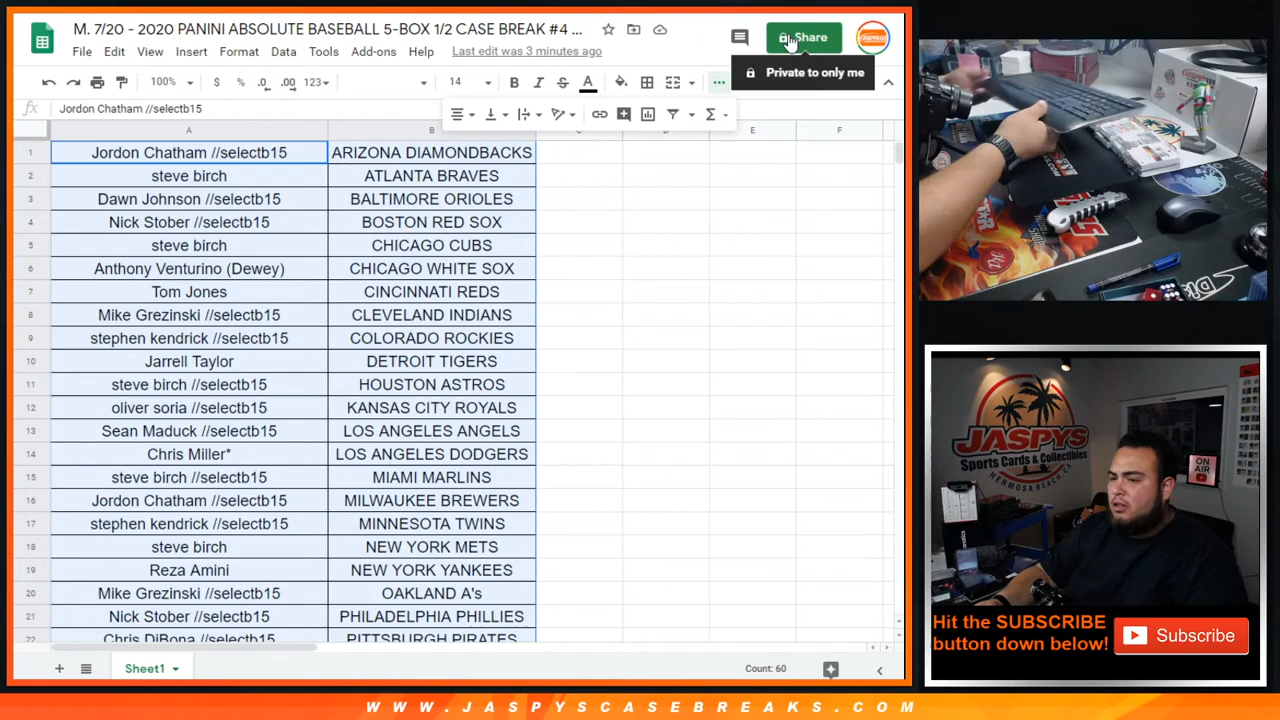 M. 7/20 - 2020 PANINI ABSOLUTE BASEBALL 5-BOX 1/2 CASE BREAK #4 ...
Share
File Edit View Insert Format Data Tools Add-ons Help Last edit was 3 minutes ago
Private to only me
100% $ % .0 .00 123 14 B I S A
fx Jordon Chatham //selectb15
A B C D E F
1 Jordon Chatham //selectb15 ARIZONA DIAMONDBACKS
2 steve birch ATLANTA BRAVES
3 Dawn Johnson //selectb15 BALTIMORE ORIOLES
4 Nick Stober //selectb15 BOSTON RED SOX
5 steve birch CHICAGO CUBS
6 Anthony Venturino (Dewey) CHICAGO WHITE SOX
7 Tom Jones CINCINNATI REDS
8 Mike Grezinski //selectb15 CLEVELAND INDIANS
9 stephen kendrick //selectb15 COLORADO ROCKIES
10 Jarrell Taylor DETROIT TIGERS
11 steve birch //selectb15 HOUSTON ASTROS
12 oliver soria //selectb15 KANSAS CITY ROYALS
13 Sean Maduck //selectb15 LOS ANGELES ANGELS
14 Chris Miller* LOS ANGELES DODGERS
15 steve birch //selectb15 MIAMI MARLINS
16 Jordon Chatham //selectb15 MILWAUKEE BREWERS
17 stephen kendrick //selectb15 MINNESOTA TWINS
18 steve birch NEW YORK METS
19 Reza Amini NEW YORK YANKEES
20 Mike Grezinski //selectb15 OAKLAND A's
21 Nick Stober //selectb15 PHILADELPHIA PHILLIES
22 Chris DiBona //selectb15 PITTSBURGH PIRATES
Sheet1
Count: 60
JASPYS
Sports Cards & Collectibles
HERMOSA BEACH CA
ON AIR
Hit the SUBSCRIBE
button down below!
Subscribe
WWW.JASPYSCASEBREAKS.COM